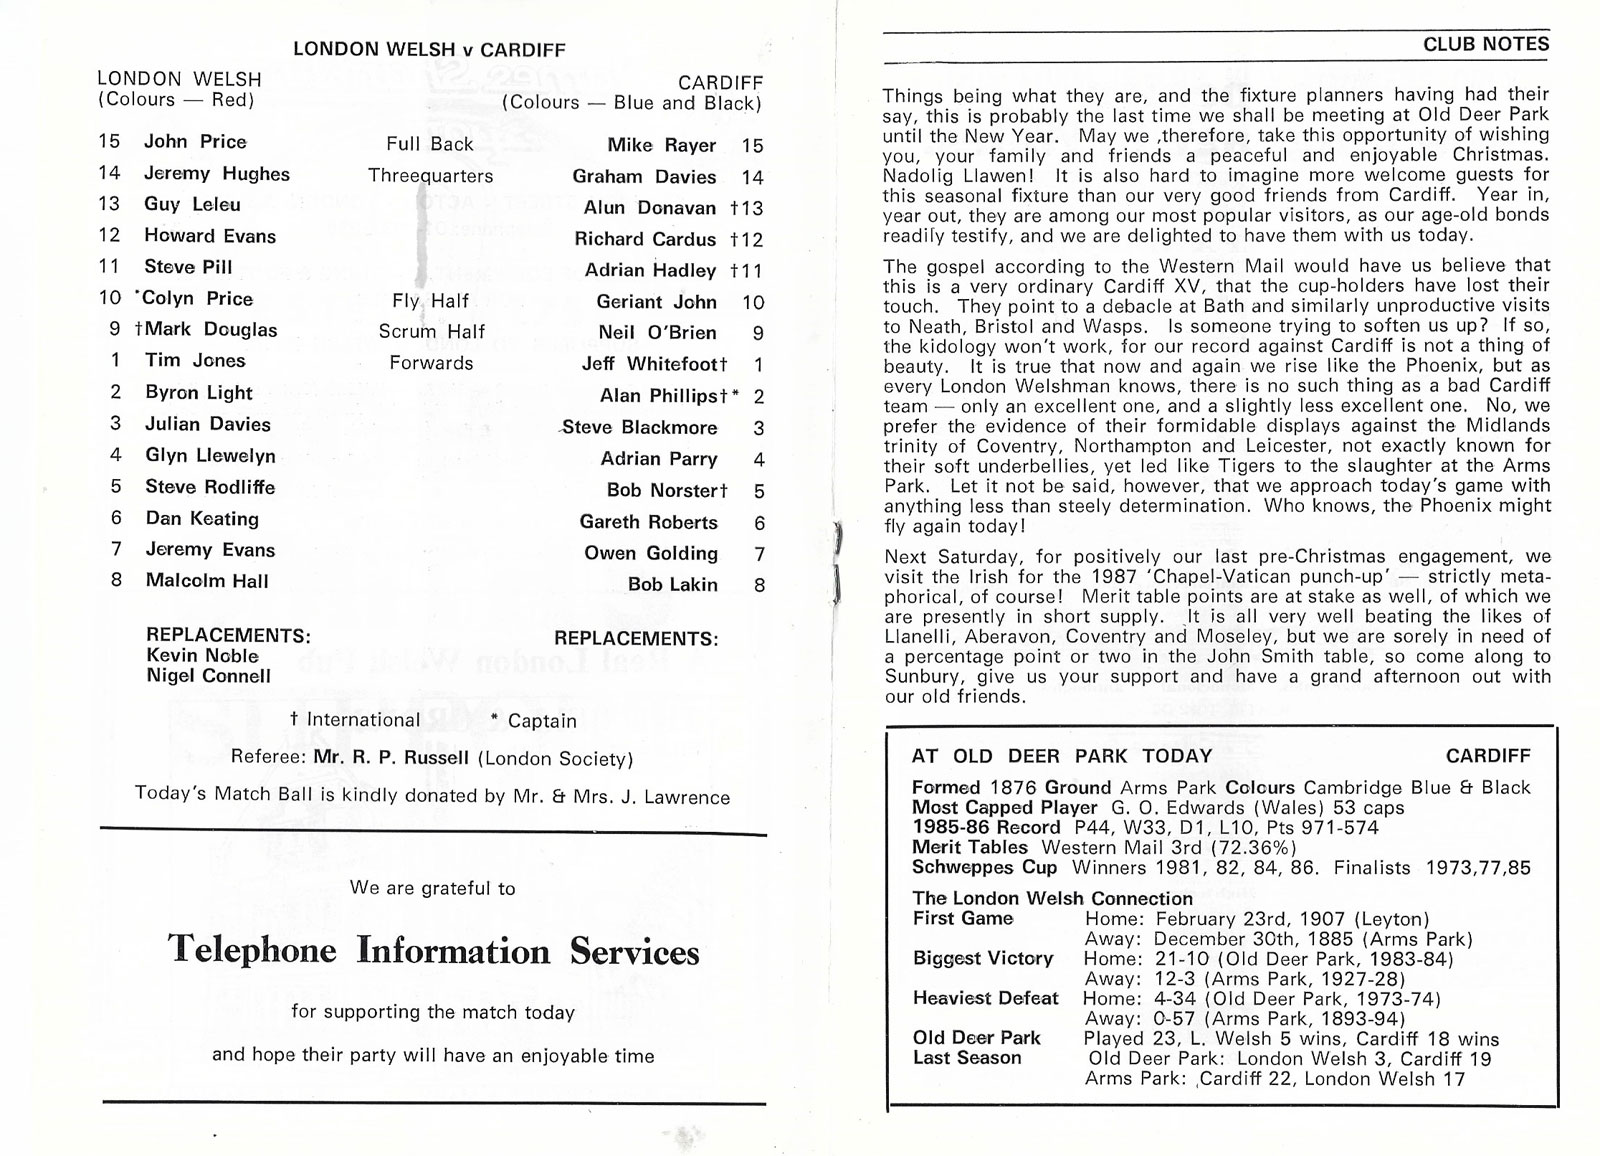 LONDON WELSH v CARDIFF
LONDON WELSH CARDIFF
(Colours — Red) (Colours — Blue and Black)
15 John Price Full Back Mike Rayer 15
14 Jeremy Hughes Threequarters Graham Davies 14
13 Guy Leleu Alun Donavan †13
12 Howard Evans Richard Cardus †12
11 Steve Pill Adrian Hadley †11
10 *Colyn Price Fly Half Geriant John 10
9 †Mark Douglas Scrum Half Neil O'Brien 9
1 Tim Jones Forwards Jeff Whitefoot† 1
2 Byron Light Alan Phillips†* 2
3 Julian Davies Steve Blackmore 3
4 Glyn Llewelyn Adrian Parry 4
5 Steve Rodliffe Bob Norster† 5
6 Dan Keating Gareth Roberts 6
7 Jeremy Evans Owen Golding 7
8 Malcolm Hall Bob Lakin 8
REPLACEMENTS: REPLACEMENTS:
Kevin Noble
Nigel Connell
† International * Captain
Referee: Mr. R. P. Russell (London Society)
Today's Match Ball is kindly donated by Mr. & Mrs. J. Lawrence
We are grateful to
Telephone Information Services
for supporting the match today
and hope their party will have an enjoyable time
CLUB NOTES
Things being what they are, and the fixture planners having had their
say, this is probably the last time we shall be meeting at Old Deer Park
until the New Year. May we ,therefore, take this opportunity of wishing
you, your family and friends a peaceful and enjoyable Christmas.
Nadolig Llawen! It is also hard to imagine more welcome guests for
this seasonal fixture than our very good friends from Cardiff. Year in,
year out, they are among our most popular visitors, as our age-old bonds
readily testify, and we are delighted to have them with us today.
The gospel according to the Western Mail would have us believe that
this is a very ordinary Cardiff XV, that the cup-holders have lost their
touch. They point to a debacle at Bath and similarly unproductive visits
to Neath, Bristol and Wasps. Is someone trying to soften us up? If so,
the kidology won't work, for our record against Cardiff is not a thing of
beauty. It is true that now and again we rise like the Phoenix, but as
every London Welshman knows, there is no such thing as a bad Cardiff
team — only an excellent one, and a slightly less excellent one. No, we
prefer the evidence of their formidable displays against the Midlands
trinity of Coventry, Northampton and Leicester, not exactly known for
their soft underbellies, yet led like Tigers to the slaughter at the Arms
Park. Let it not be said, however, that we approach today's game with
anything less than steely determination. Who knows, the Phoenix might
fly again today!
Next Saturday, for positively our last pre-Christmas engagement, we
visit the Irish for the 1987 'Chapel-Vatican punch-up' — strictly meta-
phorical, of course! Merit table points are at stake as well, of which we
are presently in short supply. It is all very well beating the likes of
Llanelli, Aberavon, Coventry and Moseley, but we are sorely in need of
a percentage point or two in the John Smith table, so come along to
Sunbury, give us your support and have a grand afternoon out with
our old friends.
AT OLD DEER PARK TODAY CARDIFF
Formed 1876 Ground Arms Park Colours Cambridge Blue & Black
Most Capped Player G. O. Edwards (Wales) 53 caps
1985-86 Record P44, W33, D1, L10, Pts 971-574
Merit Tables Western Mail 3rd (72.36%)
Schweppes Cup Winners 1981, 82, 84, 86. Finalists 1973,77,85
The London Welsh Connection
First Game Home: February 23rd, 1907 (Leyton)
Away: December 30th, 1885 (Arms Park)
Biggest Victory Home: 21-10 (Old Deer Park, 1983-84)
Away: 12-3 (Arms Park, 1927-28)
Heaviest Defeat Home: 4-34 (Old Deer Park, 1973-74)
Away: 0-57 (Arms Park, 1893-94)
Old Deer Park Played 23, L. Welsh 5 wins, Cardiff 18 wins
Last Season Old Deer Park: London Welsh 3, Cardiff 19
Arms Park: Cardiff 22, London Welsh 17